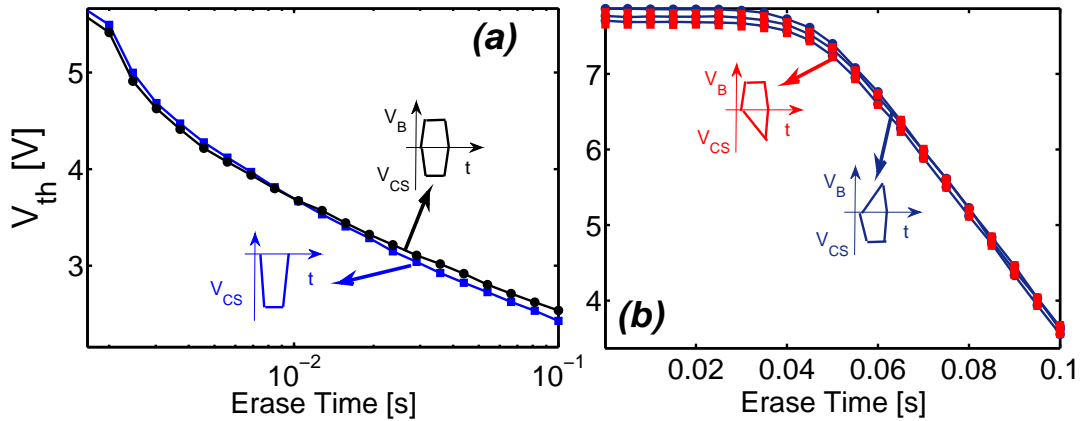 (a)
5
3
V_th [V]
V_B
V_CS
t
V_CS
t
10^-2
10^-1
Erase Time [s]
(b)
7
6
5
4
V_B
V_CS
t
V_B
V_CS
t
0.02
0.04
0.06
0.08
0.1
Erase Time [s]